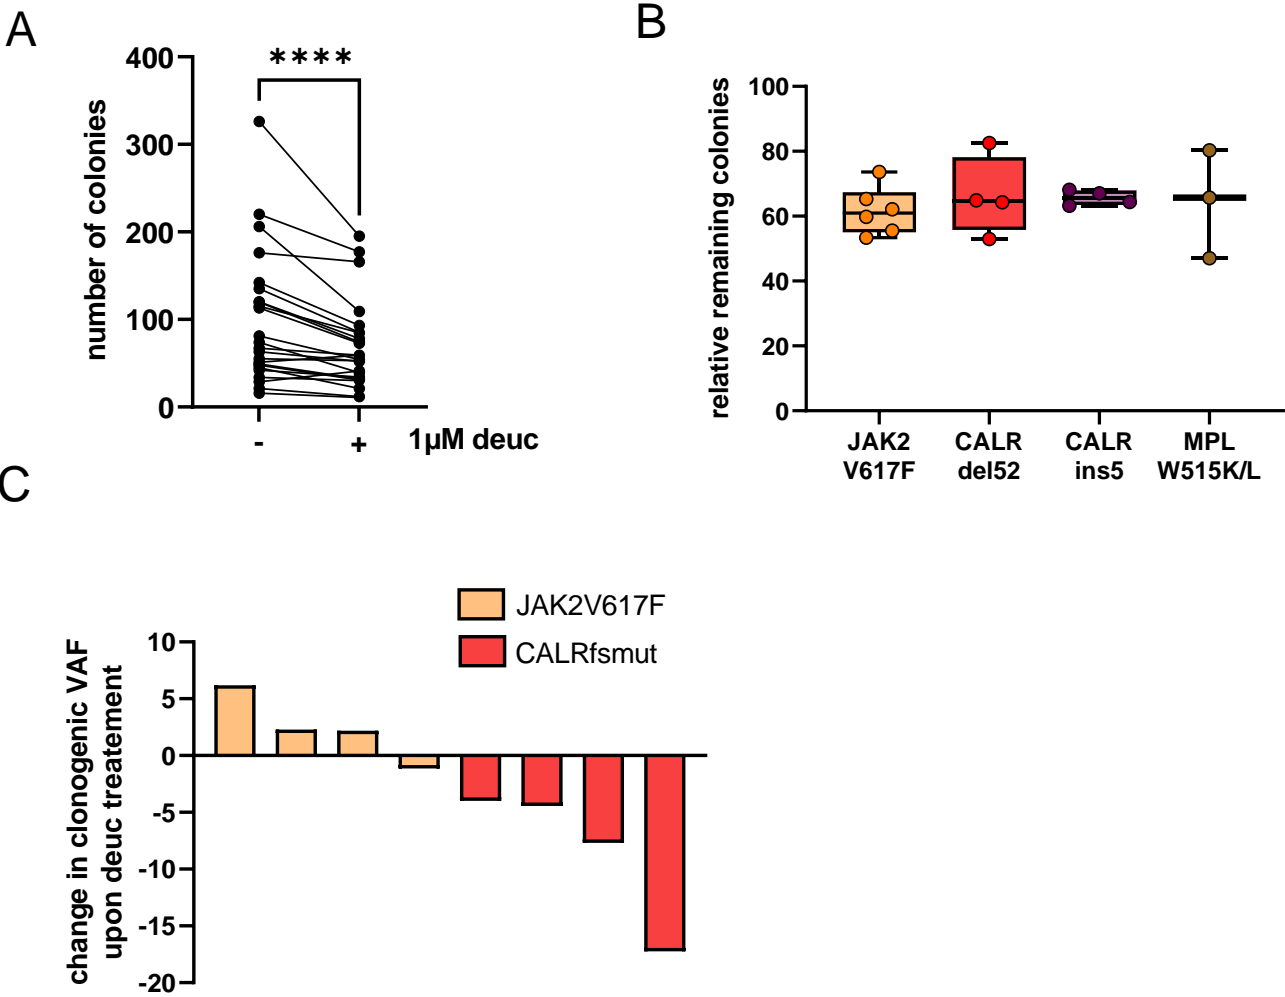 A
400
300
200
100
0
number of colonies
****
-
+
1µM deuc
B
100
80
60
40
20
0
relative remaining colonies
JAK2
V617F
CALR
del52
CALR
ins5
MPL
W515K/L
C
JAK2V617F
CALRfsmut
10
5
0
-5
-10
-15
-20
change in clonogenic VAF
upon deuc treatement